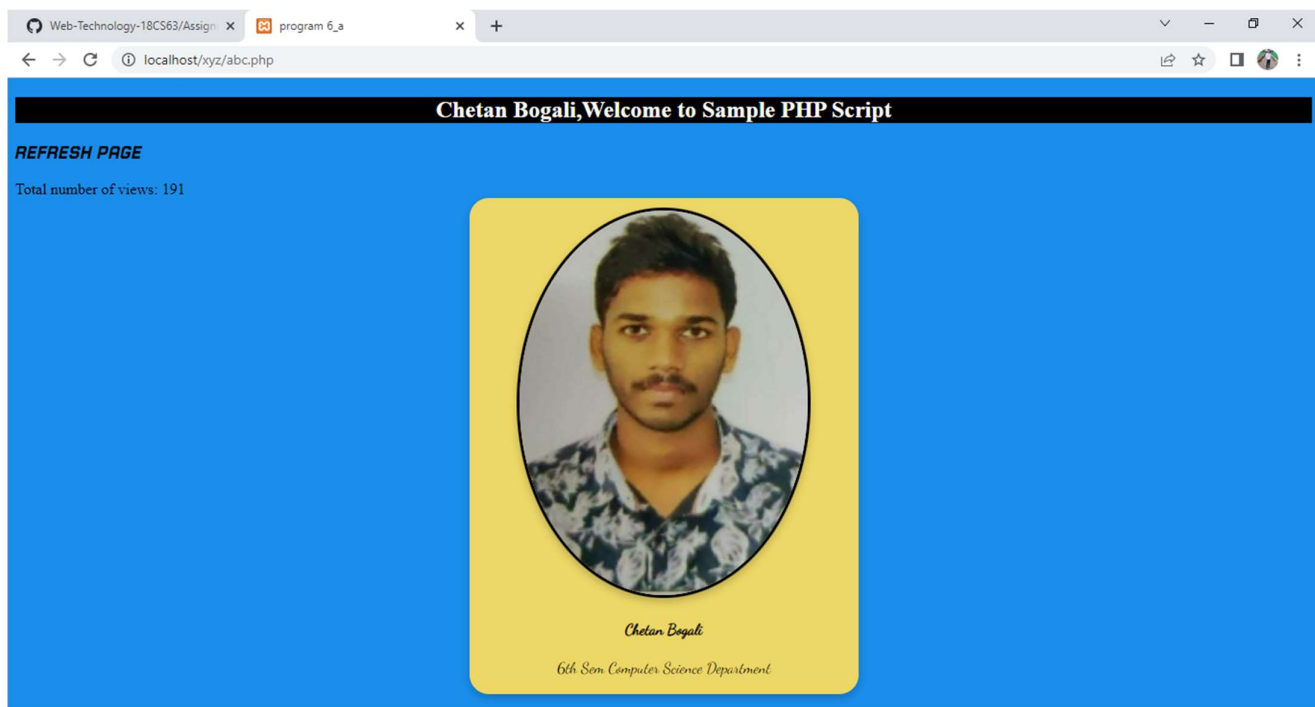 Web-Technology-18CS63/Assign
program 6_a
localhost/xyz/abc.php
Chetan Bogali,Welcome to Sample PHP Script
REFRESH PAGE
Total number of views: 191
Chetan Bogali
6th Sem Computer Science Department